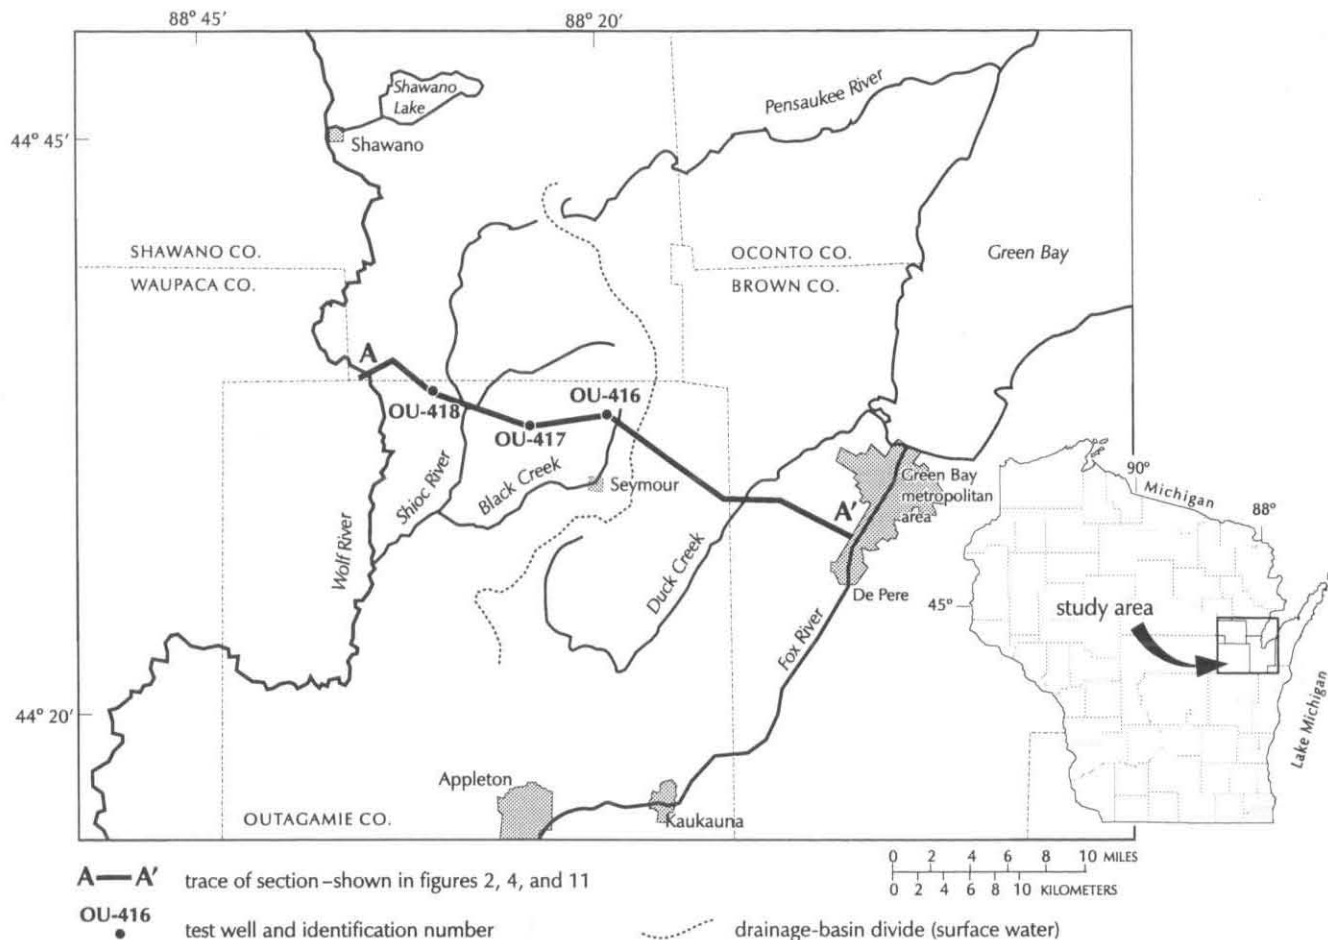 88° 45'
88° 20'
Shawano
Lake
Pensaukee River
44° 45'
Shawano
SHAWANO CO.
WAUPACA CO.
OCONTO CO.
BROWN CO.
Green Bay
A
OU-418
OU-417
OU-416
Wolf River
Shioc River
Black Creek
Seymour
Duck Creek
A'
Green Bay
metropolitan
area
De Pere
Fox River
44° 20'
Appleton
Kaukauna
OUTAGAMIE CO.
90°
Michigan
88°
45°
study area
Lake Michigan
0 2 4 6 8 10 MILES
0 2 4 6 8 10 KILOMETERS
A A' trace of section–shown in figures 2, 4, and 11
OU-416
test well and identification number
drainage-basin divide (surface water)